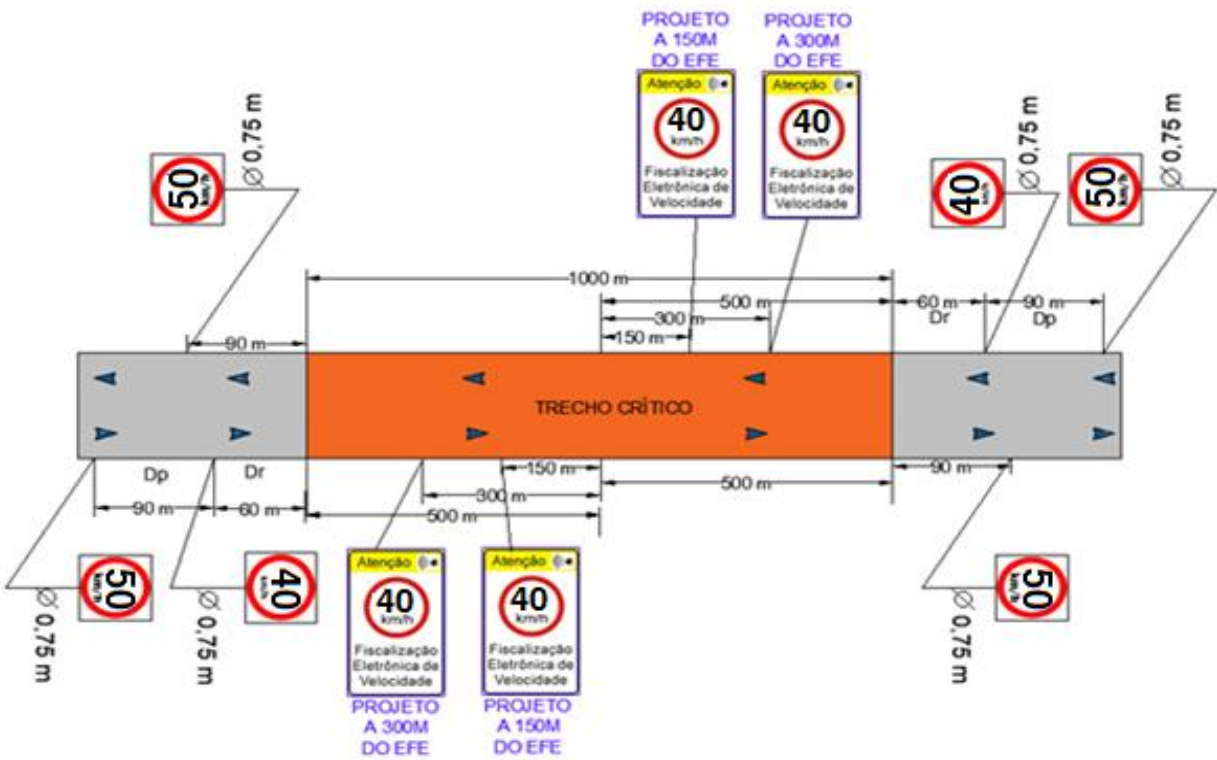 PROJETO
A 150M
DO EFE
PROJETO
A 300M
DO EFE
Atenção
40
km/h
Fiscalização
Eletrônica de
Velocidade
Atenção
40
km/h
Fiscalização
Eletrônica de
Velocidade
50
km/h
Ø 0,75 m
40
km/h
Ø 0,75 m
50
km/h
Ø 0,75 m
1000 m
500 m
60 m
90 m
300 m
Dr
Dp
150 m
90 m
TRECHO CRÍTICO
Dp
Dr
150 m
90 m
300 m
500 m
90 m
60 m
500 m
50
km/h
Ø 0,75 m
40
km/h
Ø 0,75 m
Atenção
40
km/h
Fiscalização
Eletrônica de
Velocidade
PROJETO
A 300M
DO EFE
Atenção
40
km/h
Fiscalização
Eletrônica de
Velocidade
PROJETO
A 150M
DO EFE
50
km/h
Ø 0,75 m